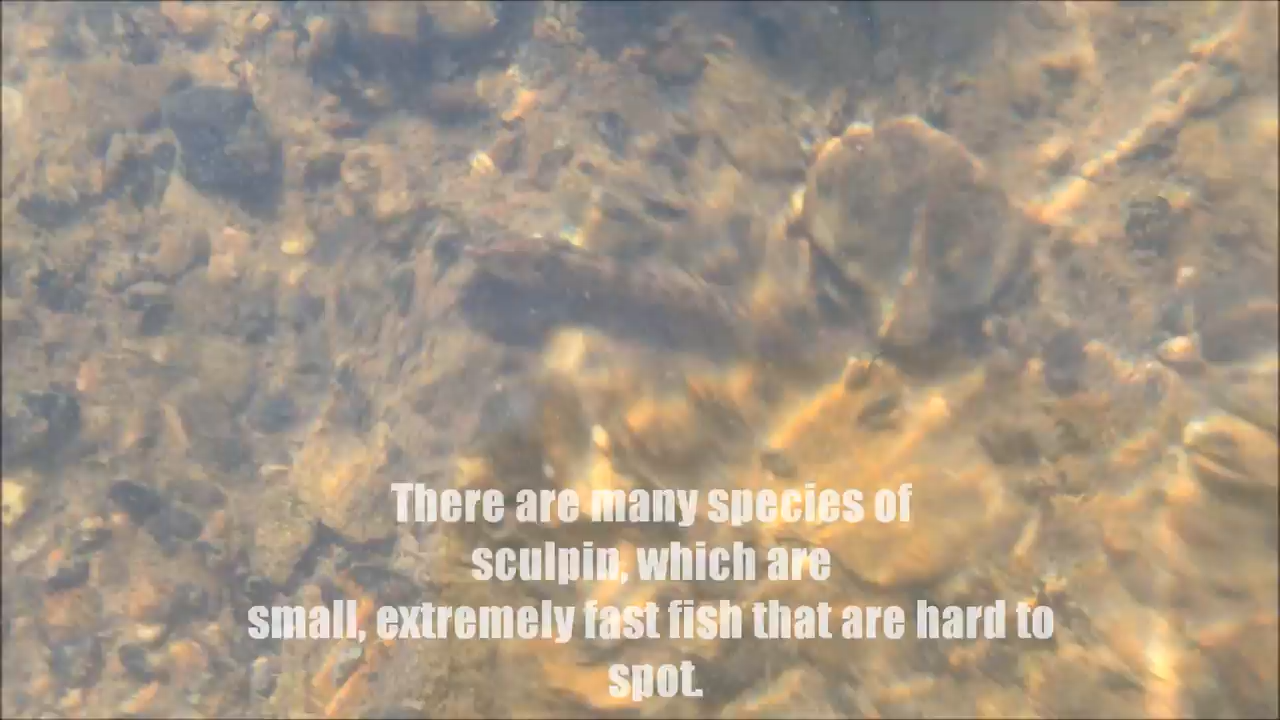 There are many species of
sculpin, which are
small, extremely fast fish that are hard to
spot.